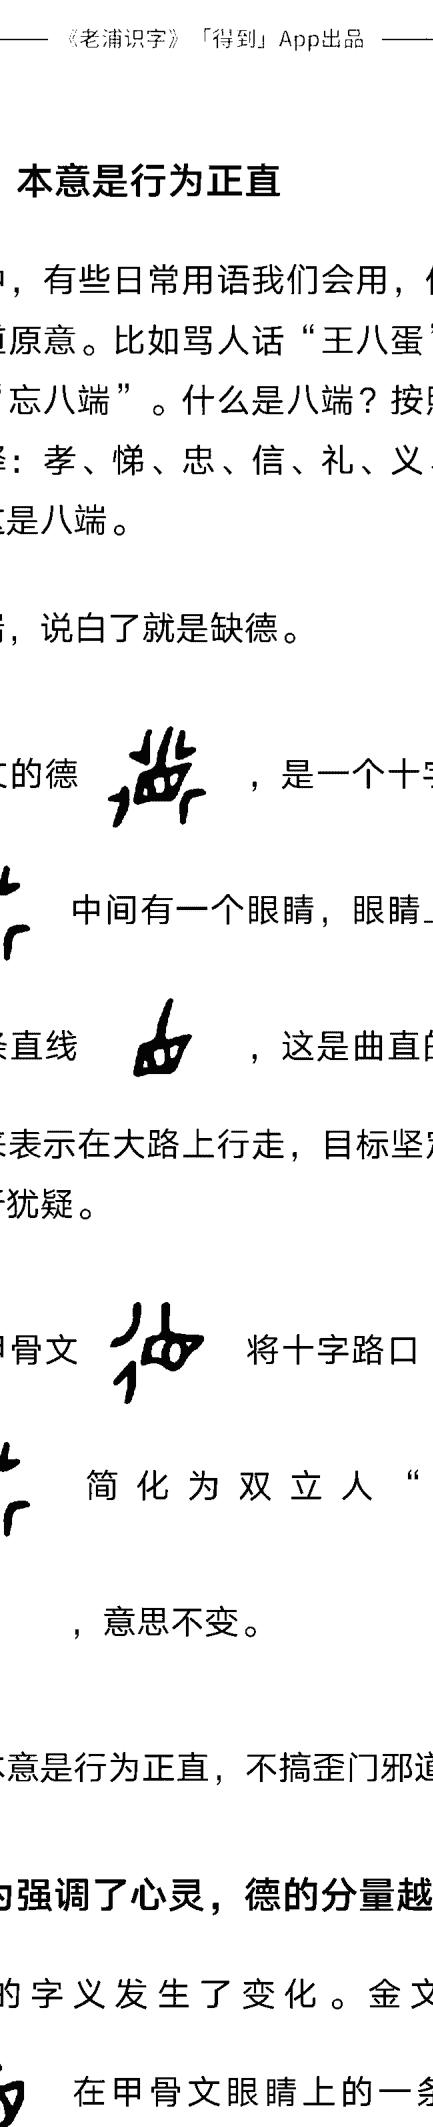 《老浦识字》「得到」App出品
本意是行为正直
，有些日常用语我们会用，
原意。比如骂人话“王八蛋”
“忘八端”。什么是八端？按
：孝、悌、忠、信、礼、义、
是八端。
，说白了就是缺德。
的德，是一个十字
中间有一个眼睛，眼睛上
直线，这是曲直的
表示在大路上行走，目标坚定
犹疑。
骨文将十字路口
简化为双立人“
，意思不变。
意是行为正直，不搞歪门邪道
强调了心灵，德的分量越
的字义发生了变化。金文
在甲骨文眼睛上的一条